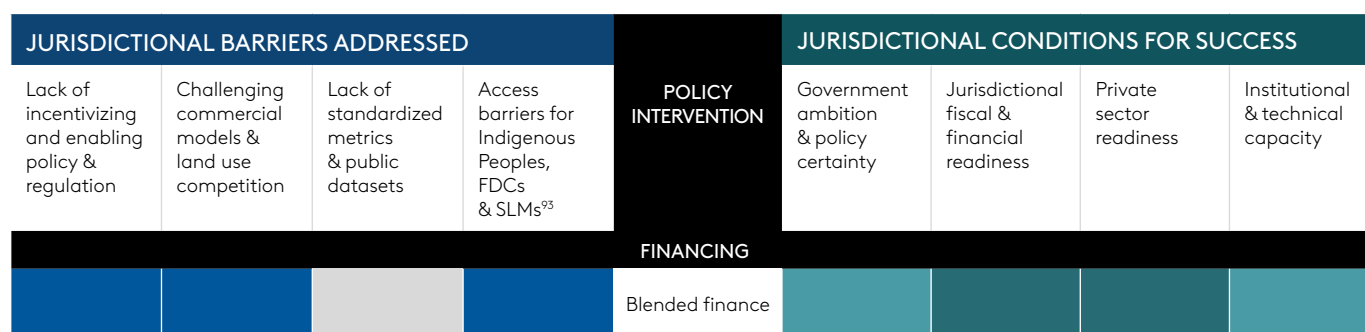 JURISDICTIONAL BARRIERS ADDRESSED
Lack of
incentivizing
and enabling
policy &
regulation
Challenging
commercial
models &
land use
competition
Lack of
standardized
metrics
& public
datasets
Access
barriers for
Indigenous
Peoples,
FDCs
& SLMs⁹³
POLICY
INTERVENTION
JURISDICTIONAL CONDITIONS FOR SUCCESS
Government
ambition
& policy
certainty
Jurisdictional
fiscal &
financial
readiness
Private
sector
readiness
Institutional
& technical
capacity
FINANCING
Blended finance